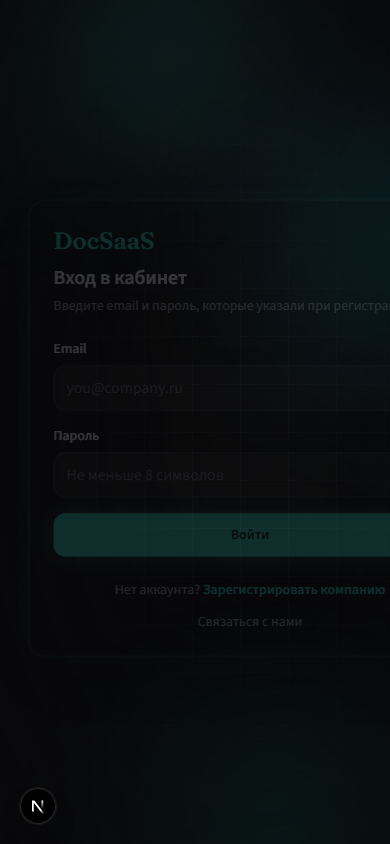 DocSaaS
Вход в кабинет
Введите email и пароль, которые указали при регистра
Email
you@company.ru
Пароль
Не меньше 8 символов
Войти
Нет аккаунта? Зарегистрировать компанию
Связаться с нами
N